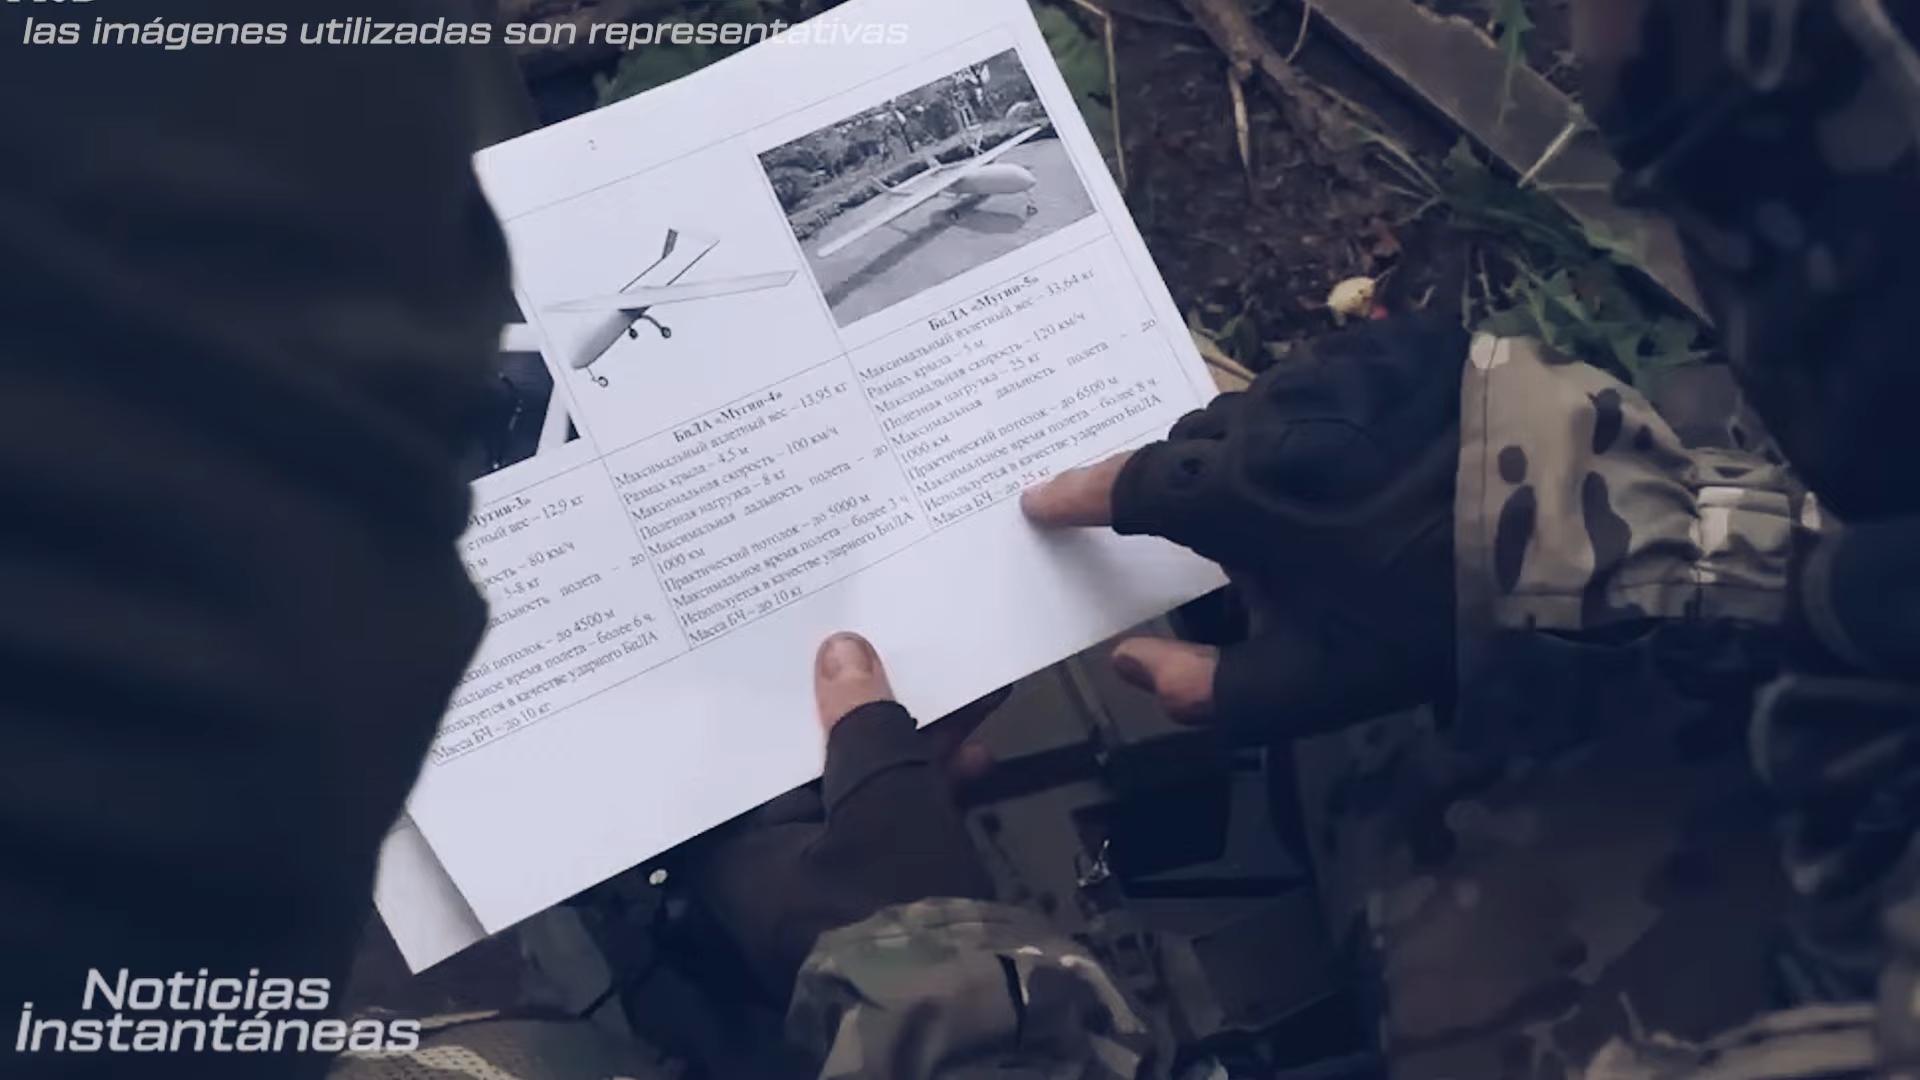 las imágenes utilizadas son representativas
2
Мугин-3»
вес – 12,9 кг
– 80 км/ч
5-8 кг
полета – до
потолок – до 4500 м
время полета – более 6 ч.
в качестве ударного БпЛА
Масса БЧ – до 10 кг
БпЛА «Мугин-4»
Максимальный взлетный вес – 13,95 кг
Размах крыла – 4,5 м
Максимальная скорость – 100 км/ч
Полезная нагрузка – 8 кг
Максимальная дальность полета – до
1000 км
Практический потолок – до 5000 м
Максимальное время полета – более 3 ч
Используется в качестве ударного БпЛА
Масса БЧ – до 10 кг
БпЛА «Мугин-5»
Максимальный взлетный вес – 33,64 кг
Размах крыла – 5 м
Максимальная скорость – 120 км/ч
Полезная нагрузка – 25 кг
Максимальная дальность полета – до
1000 км
Практический потолок – до 6500 м
Максимальное время полета – более 8 ч.
Используется в качестве ударного БпЛА
Масса БЧ – до 25 кг
Noticias
instantáneas